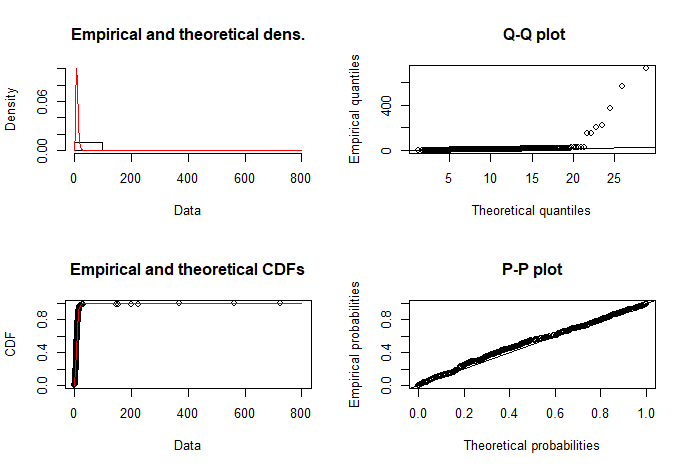 Empirical and theoretical dens.
Density
0.00 0.06
0 200 400 600 800
Data
Q-Q plot
Empirical quantiles
0 400
5 10 15 20 25
Theoretical quantiles
Empirical and theoretical CDFs
CDF
0.0 0.4 0.8
0 200 400 600 800
Data
P-P plot
Empirical probabilities
0.0 0.4 0.8
0.0 0.2 0.4 0.6 0.8 1.0
Theoretical probabilities